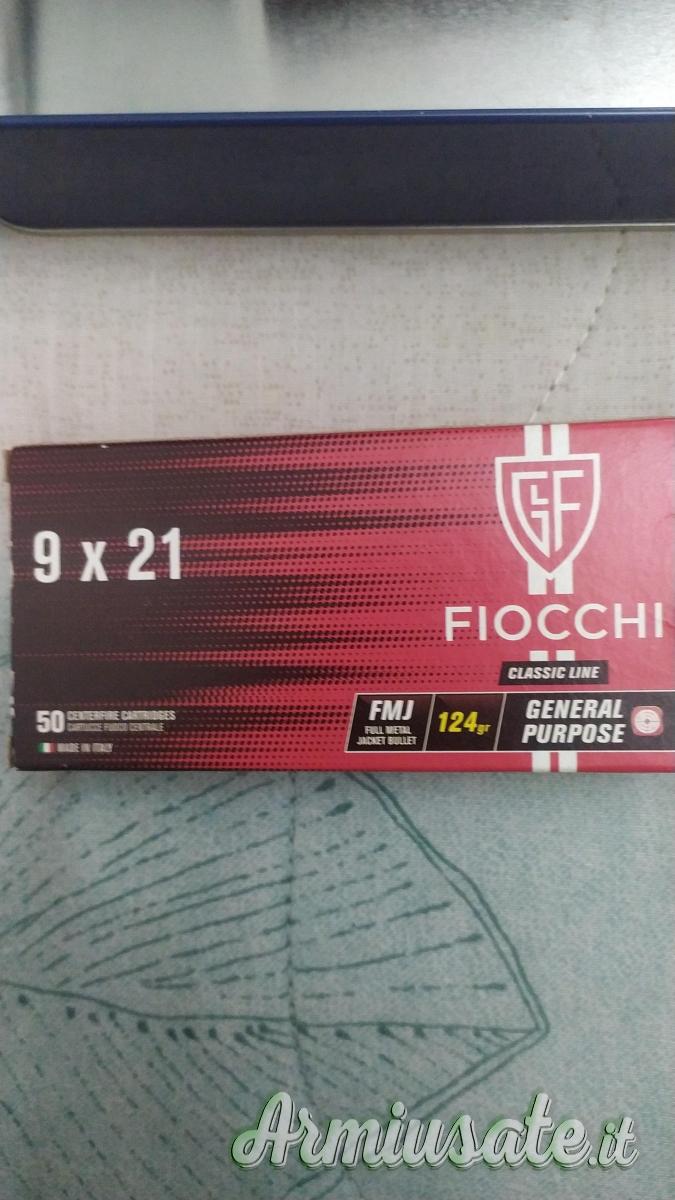 9 x 21
GLF
FIOCCHI
CLASSIC LINE
50 CENTERFIRE CARTRIDGES
CARTUCCE FUOCO CENTRALE
MADE IN ITALY
FMJ
FULL METAL
JACKET BULLET
124gr
GENERAL
PURPOSE
Armiusate.it